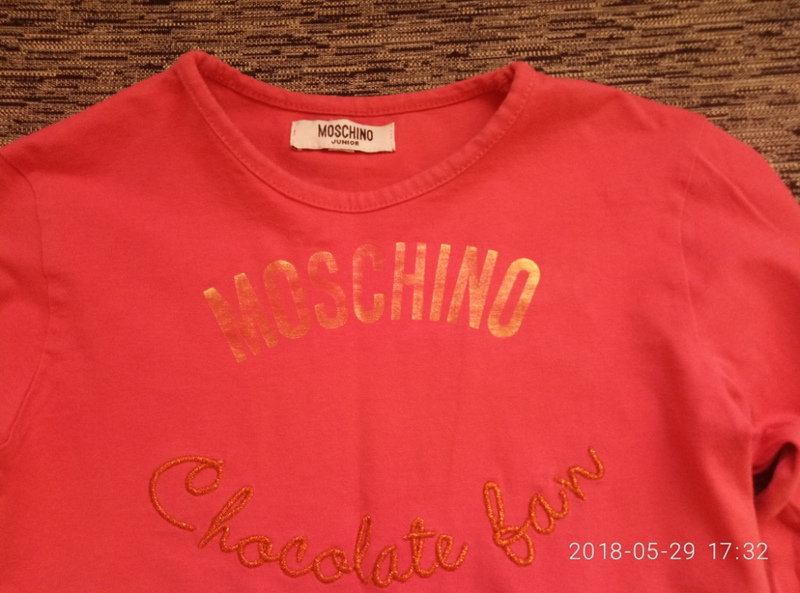 MOSCHINO
JUNIOR
MOSCHINO
Chocolate fan
2018-05-29 17:32